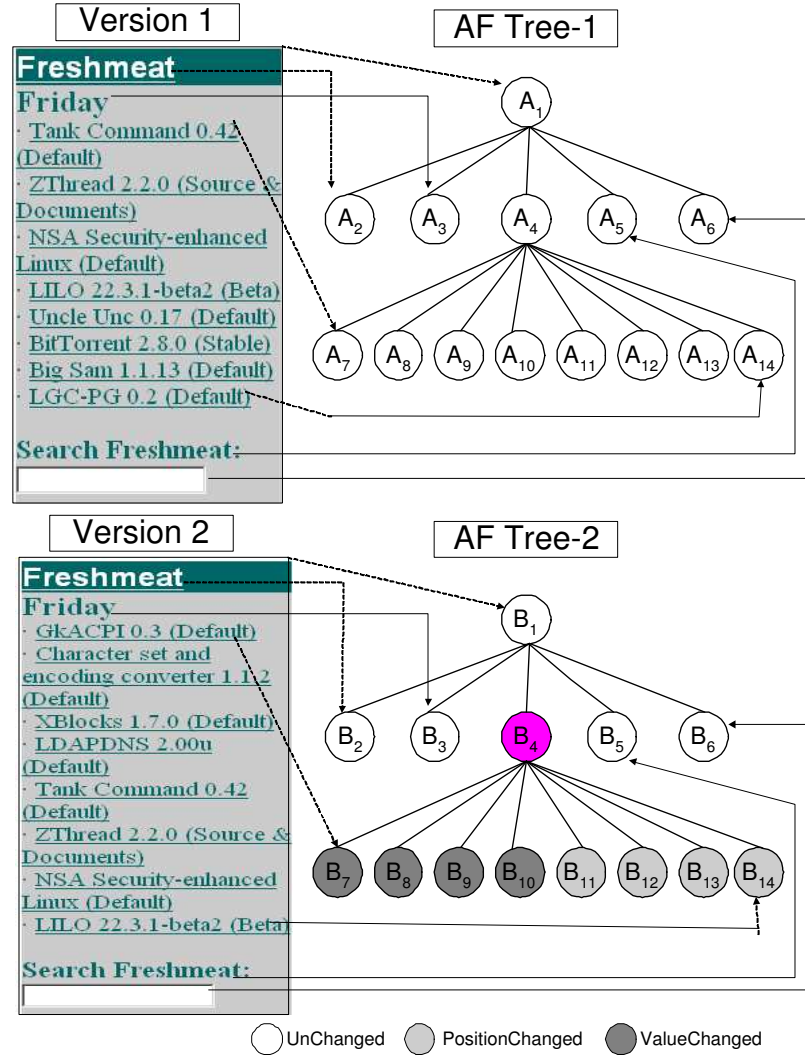 Version 1
AF Tree-1
Freshmeat
Friday
· Tank Command 0.42
(Default)
· ZThread 2.2.0 (Source &
Documents)
· NSA Security-enhanced
Linux (Default)
· LILO 22.3.1-beta2 (Beta)
· Uncle Unc 0.17 (Default)
· BitTorrent 2.8.0 (Stable)
· Big Sam 1.1.13 (Default)
· LGC-PG 0.2 (Default)
Search Freshmeat:
A1
A2 A3 A4 A5 A6
A7 A8 A9 A10 A11 A12 A13 A14
Version 2
AF Tree-2
Freshmeat
Friday
· GkACPI 0.3 (Default)
· Character set and
encoding converter 1.1.2
(Default)
· XBlocks 1.7.0 (Default)
· LDAPDNS 2.00u
(Default)
· Tank Command 0.42
(Default)
· ZThread 2.2.0 (Source &
Documents)
· NSA Security-enhanced
Linux (Default)
· LILO 22.3.1-beta2 (Beta)
Search Freshmeat:
B1
B2 B3 B4 B5 B6
B7 B8 B9 B10 B11 B12 B13 B14
UnChanged PositionChanged ValueChanged